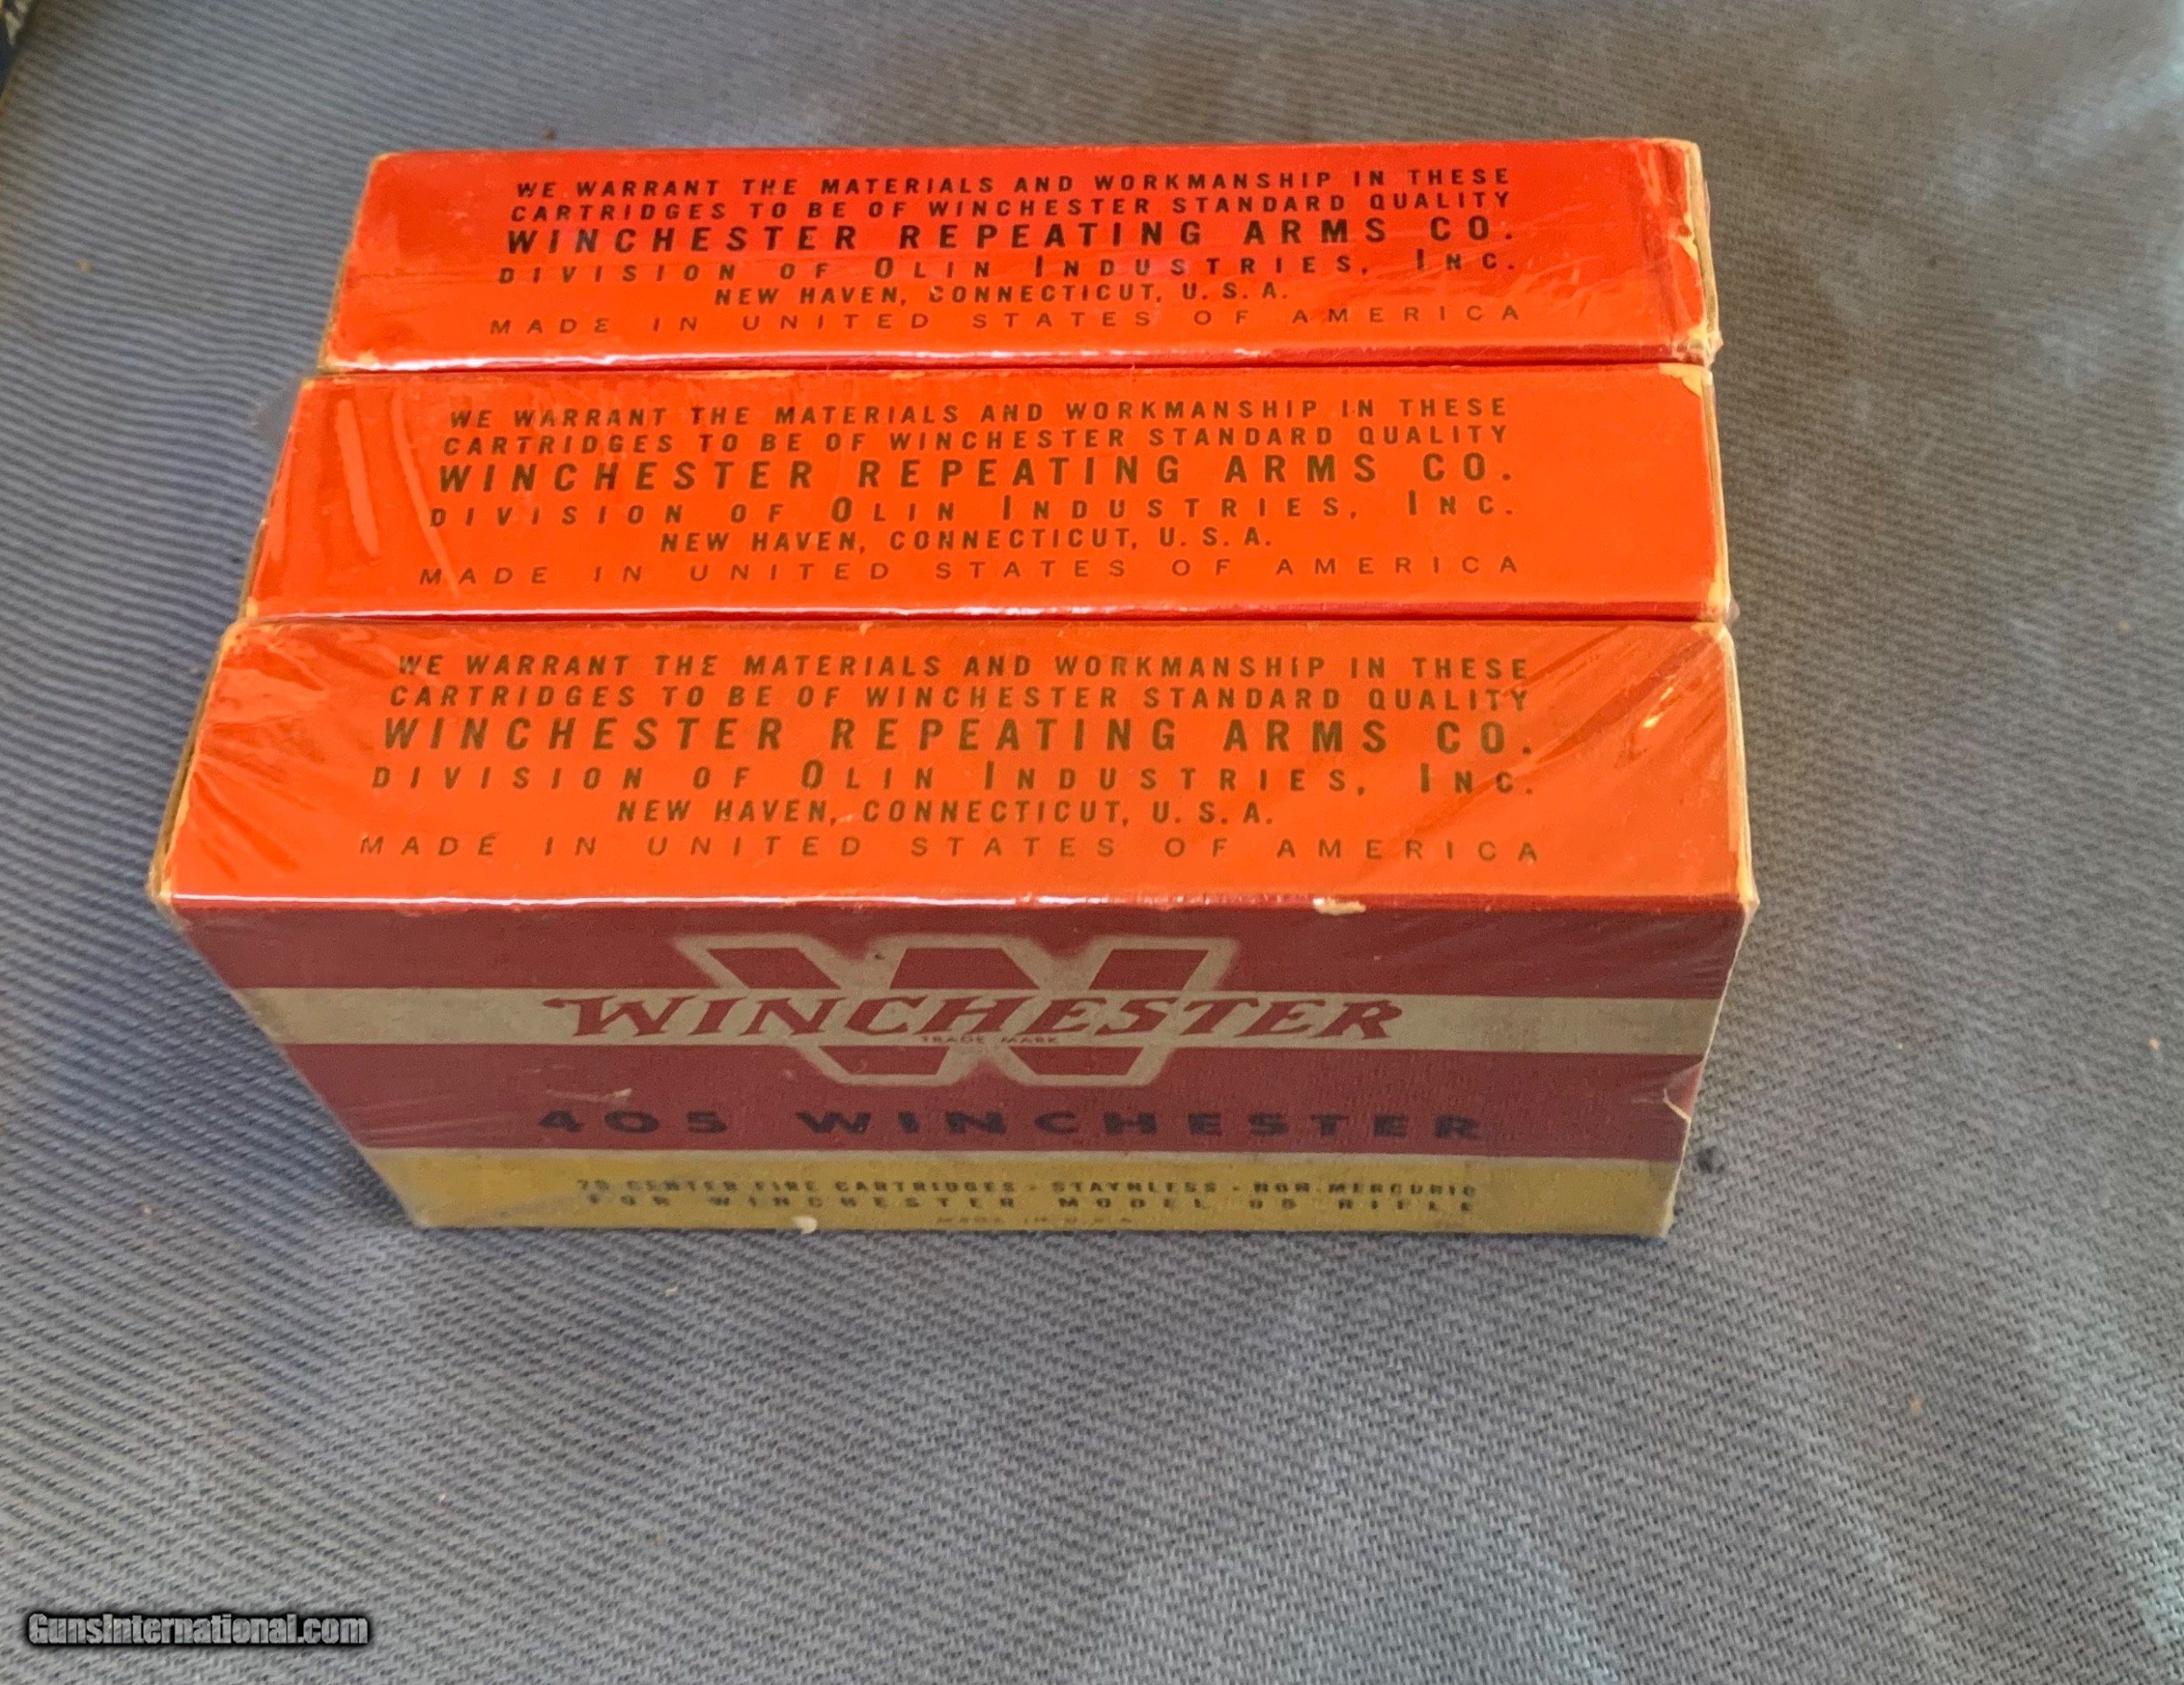 WE WARRANT THE MATERIALS AND WORKMANSHIP IN THESE
CARTRIDGES TO BE OF WINCHESTER STANDARD QUALITY
WINCHESTER REPEATING ARMS CO.
DIVISION OF OLIN INDUSTRIES, INC.
NEW HAVEN, CONNECTICUT, U. S. A.
MADE IN UNITED STATES OF AMERICA
WE WARRANT THE MATERIALS AND WORKMANSHIP IN THESE
CARTRIDGES TO BE OF WINCHESTER STANDARD QUALITY
WINCHESTER REPEATING ARMS CO.
DIVISION OF OLIN INDUSTRIES, INC.
NEW HAVEN, CONNECTICUT, U. S. A.
MADE IN UNITED STATES OF AMERICA
WE WARRANT THE MATERIALS AND WORKMANSHIP IN THESE
CARTRIDGES TO BE OF WINCHESTER STANDARD QUALITY
WINCHESTER REPEATING ARMS CO.
DIVISION OF OLIN INDUSTRIES, INC.
NEW HAVEN, CONNECTICUT, U. S. A.
MADE IN UNITED STATES OF AMERICA
W
WINCHESTER
TRADE MARK
405 WINCHESTER
CENTER FIRE CARTRIDGES - STAYNLESS - NON-MERCURIC
FOR WINCHESTER MODEL RIFLE
MADE IN U.S.A.
GunsInternational.com